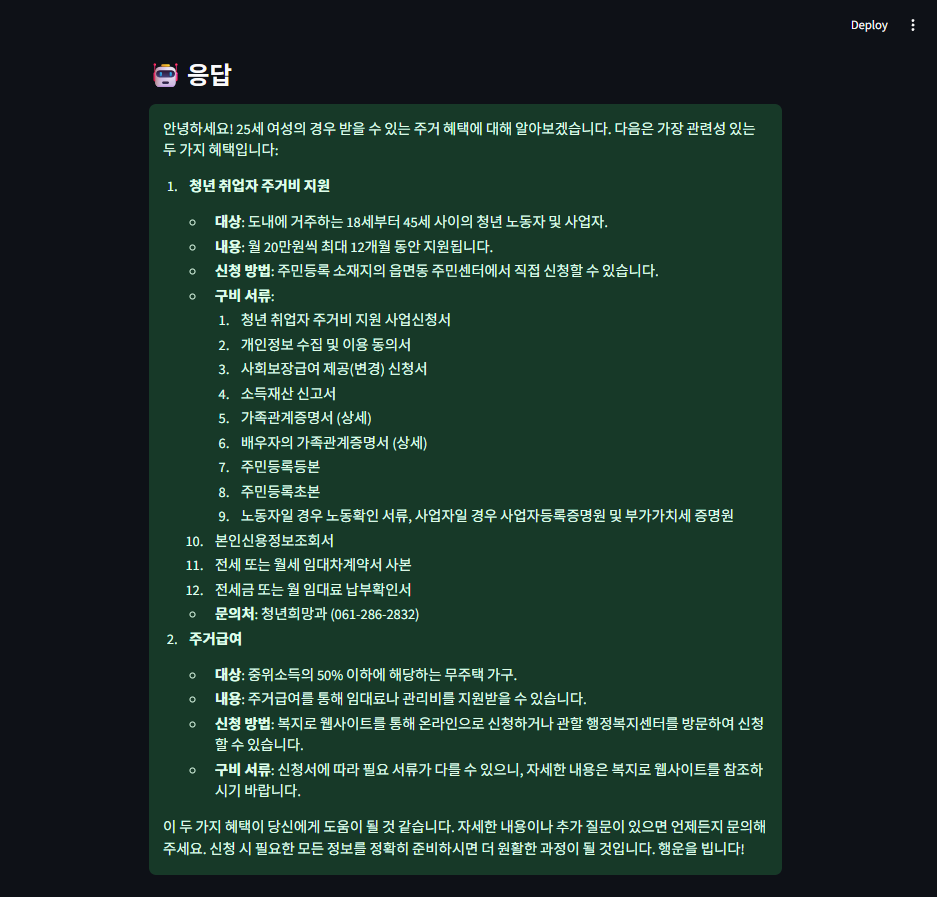 Deploy
응답
안녕하세요! 25세 여성의 경우 받을 수 있는 주거 혜택에 대해 알아보겠습니다. 다음은 가장 관련성 있는
두 가지 혜택입니다:
1. 청년 취업자 주거비 지원
대상: 도내에 거주하는 18세부터 45세 사이의 청년 노동자 및 사업자.
내용: 월 20만원씩 최대 12개월 동안 지원됩니다.
신청 방법: 주민등록 소재지의 읍면동 주민센터에서 직접 신청할 수 있습니다.
구비 서류:
1. 청년 취업자 주거비 지원 사업신청서
2. 개인정보 수집 및 이용 동의서
3. 사회보장급여 제공(변경) 신청서
4. 소득재산 신고서
5. 가족관계증명서 (상세)
6. 배우자의 가족관계증명서 (상세)
7. 주민등록등본
8. 주민등록초본
9. 노동자일 경우 노동확인 서류, 사업자일 경우 사업자등록증명원 및 부가가치세 증명원
10. 본인신용정보조회서
11. 전세 또는 월세 임대차계약서 사본
12. 전세금 또는 월 임대료 납부확인서
문의처: 청년희망과 (061-286-2832)
2. 주거급여
대상: 중위소득의 50% 이하에 해당하는 무주택 가구.
내용: 주거급여를 통해 임대료나 관리비를 지원받을 수 있습니다.
신청 방법: 복지로 웹사이트를 통해 온라인으로 신청하거나 관할 행정복지센터를 방문하여 신청
할 수 있습니다.
구비 서류: 신청서에 따라 필요 서류가 다를 수 있으니, 자세한 내용은 복지로 웹사이트를 참조하
시기 바랍니다.
이 두 가지 혜택이 당신에게 도움이 될 것 같습니다. 자세한 내용이나 추가 질문이 있으면 언제든지 문의해
주세요. 신청 시 필요한 모든 정보를 정확히 준비하시면 더 원활한 과정이 될 것입니다. 행운을 빕니다!